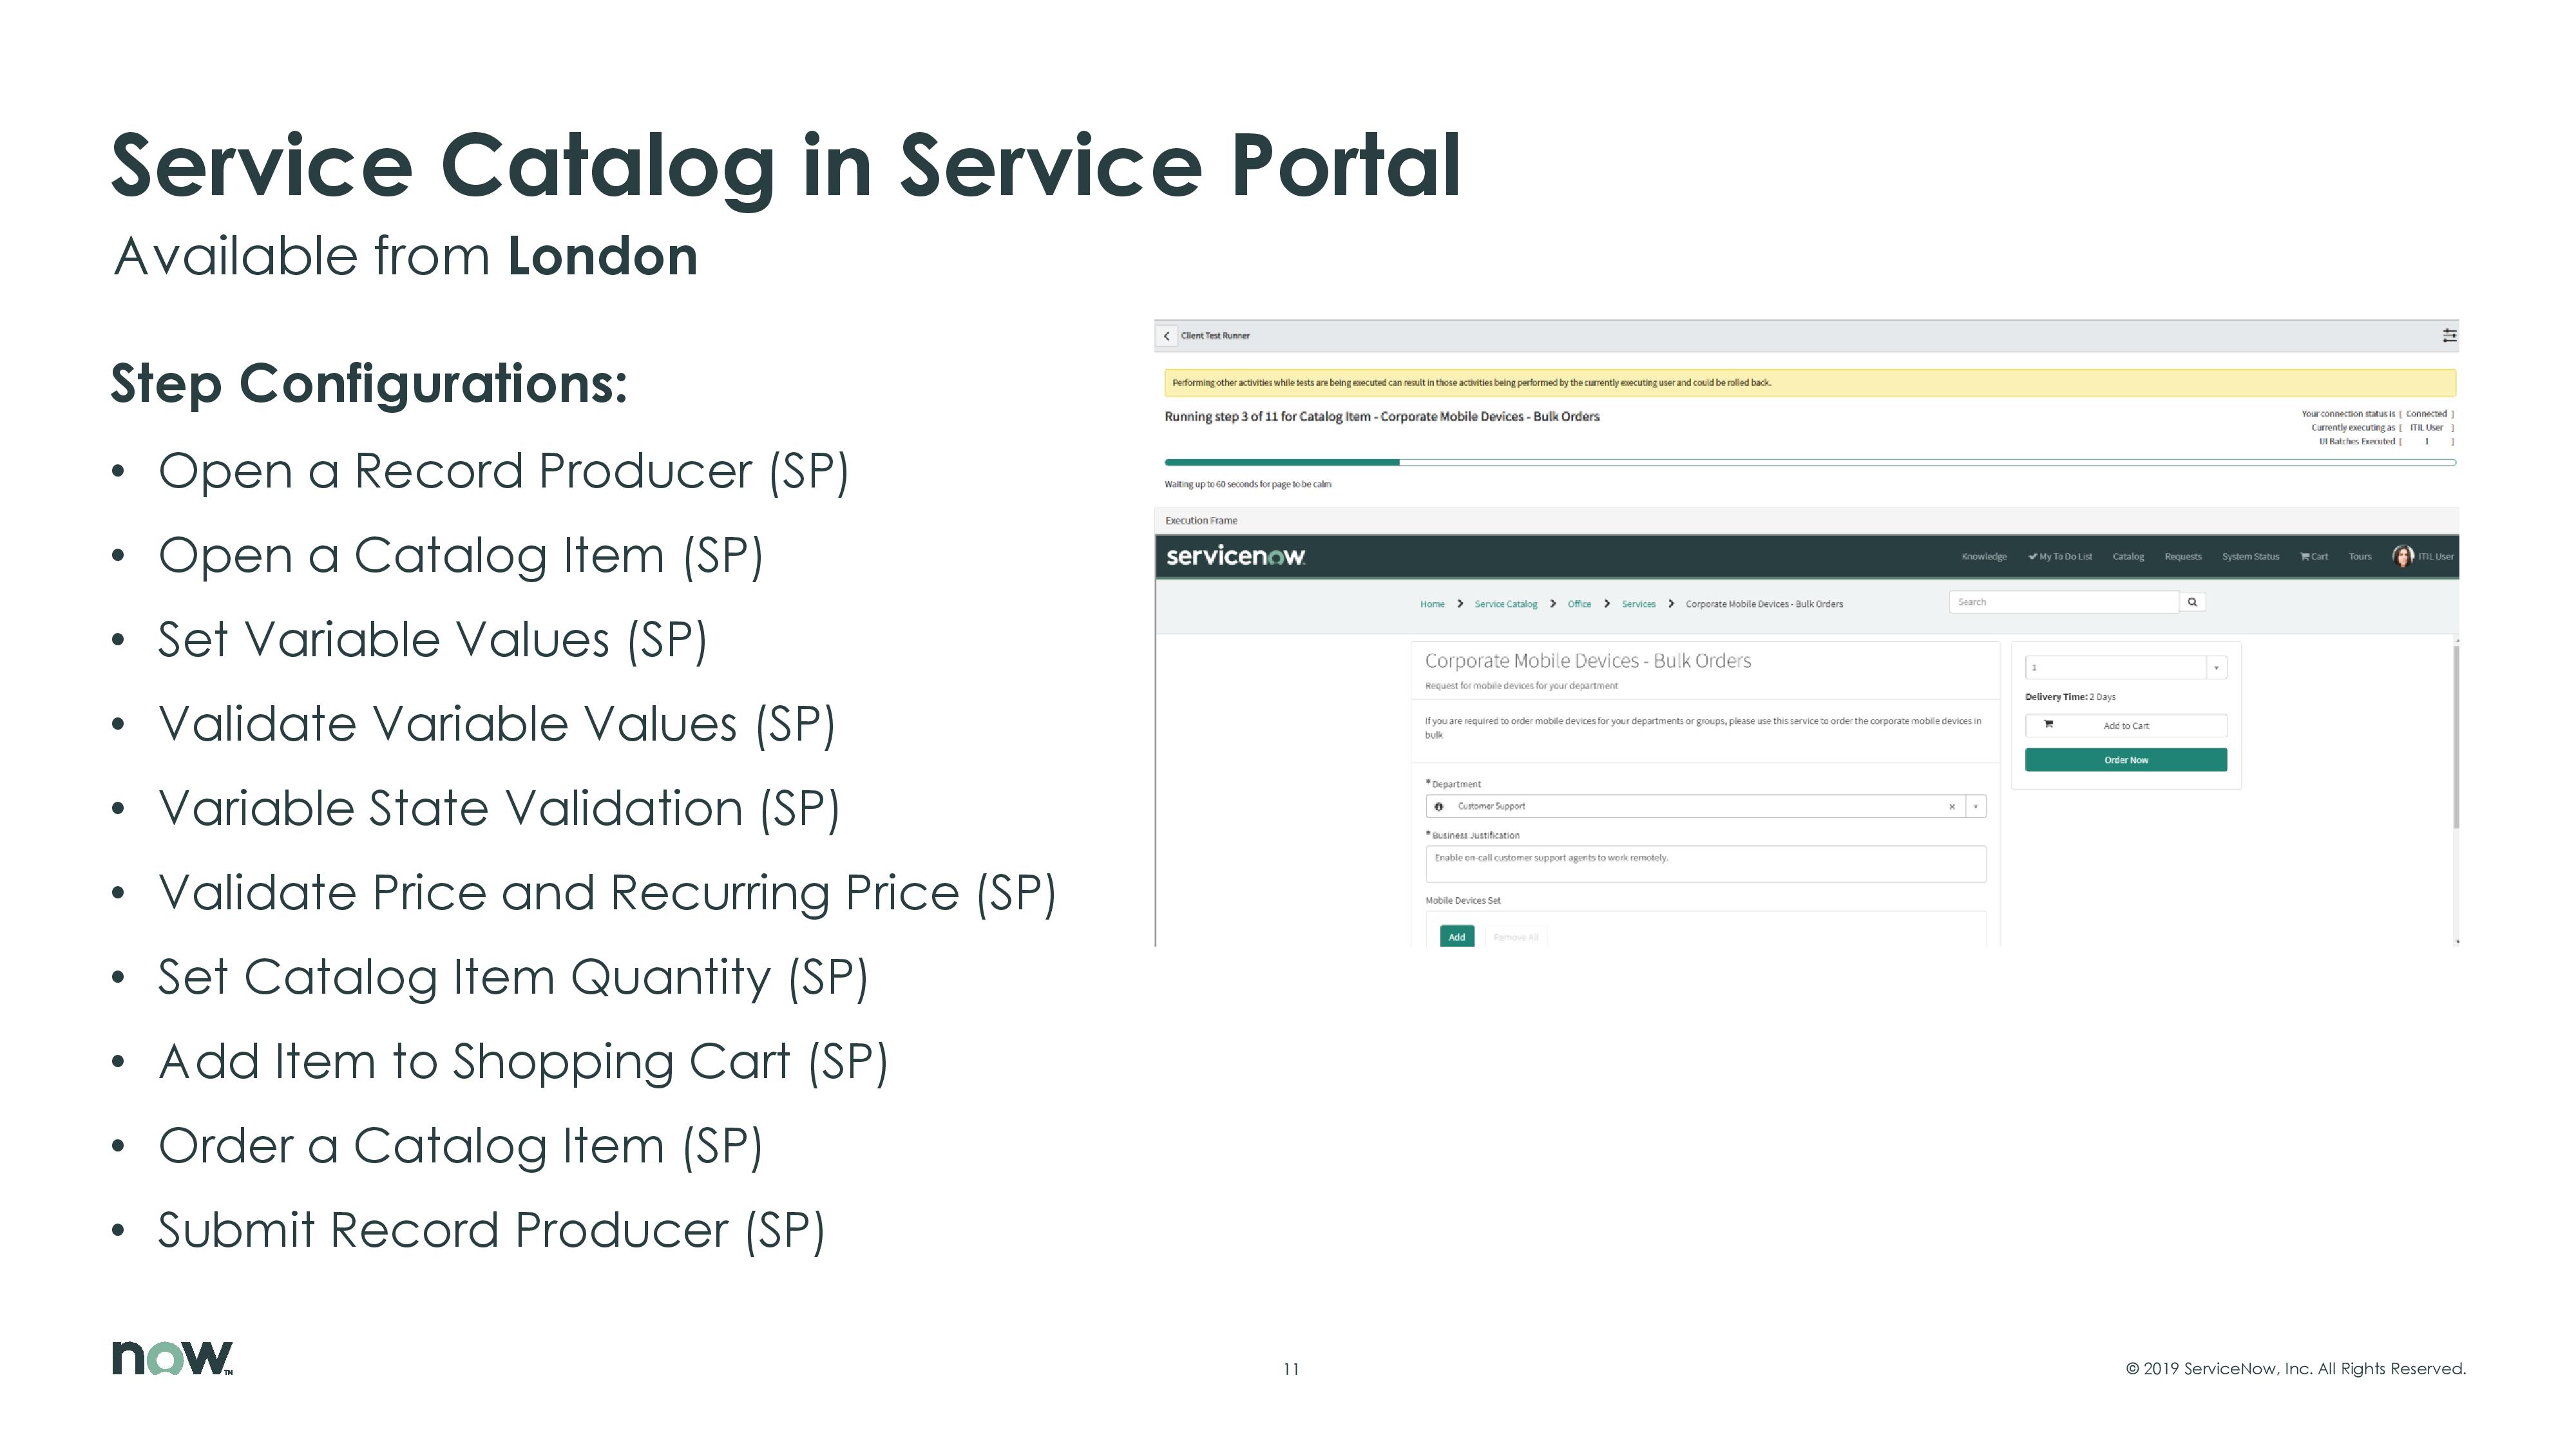 Service Catalog in Service Portal
Available from London
Step Configurations:
• Open a Record Producer (SP)
• Open a Catalog Item (SP)
• Set Variable Values (SP)
• Validate Variable Values (SP)
• Variable State Validation (SP)
• Validate Price and Recurring Price (SP)
• Set Catalog Item Quantity (SP)
• Add Item to Shopping Cart (SP)
• Order a Catalog Item (SP)
• Submit Record Producer (SP)
Client Test Runner
Performing other activities while tests are being executed can result in those activities being performed by the currently executing user and could be rolled back.
Running step 3 of 11 for Catalog Item - Corporate Mobile Devices - Bulk Orders
Your connection status is [ Connected ]
Currently executing as [ ITIL User ]
UI Batches Executed [ 1 ]
Waiting up to 60 seconds for page to be calm
Execution Frame
servicenow Knowledge My To Do List Catalog Requests System Status Cart Tours ITIL User
Home > Service Catalog > Office > Services > Corporate Mobile Devices - Bulk Orders Search
Corporate Mobile Devices - Bulk Orders
Request for mobile devices for your department
If you are required to order mobile devices for your departments or groups, please use this service to order the corporate mobile devices in
bulk
* Department
Customer Support
* Business Justification
Enable on-call customer support agents to work remotely.
Mobile Devices Set
Add Remove All
1
Delivery Time: 2 Days
Add to Cart
Order Now
now™
11
© 2019 ServiceNow, Inc. All Rights Reserved.